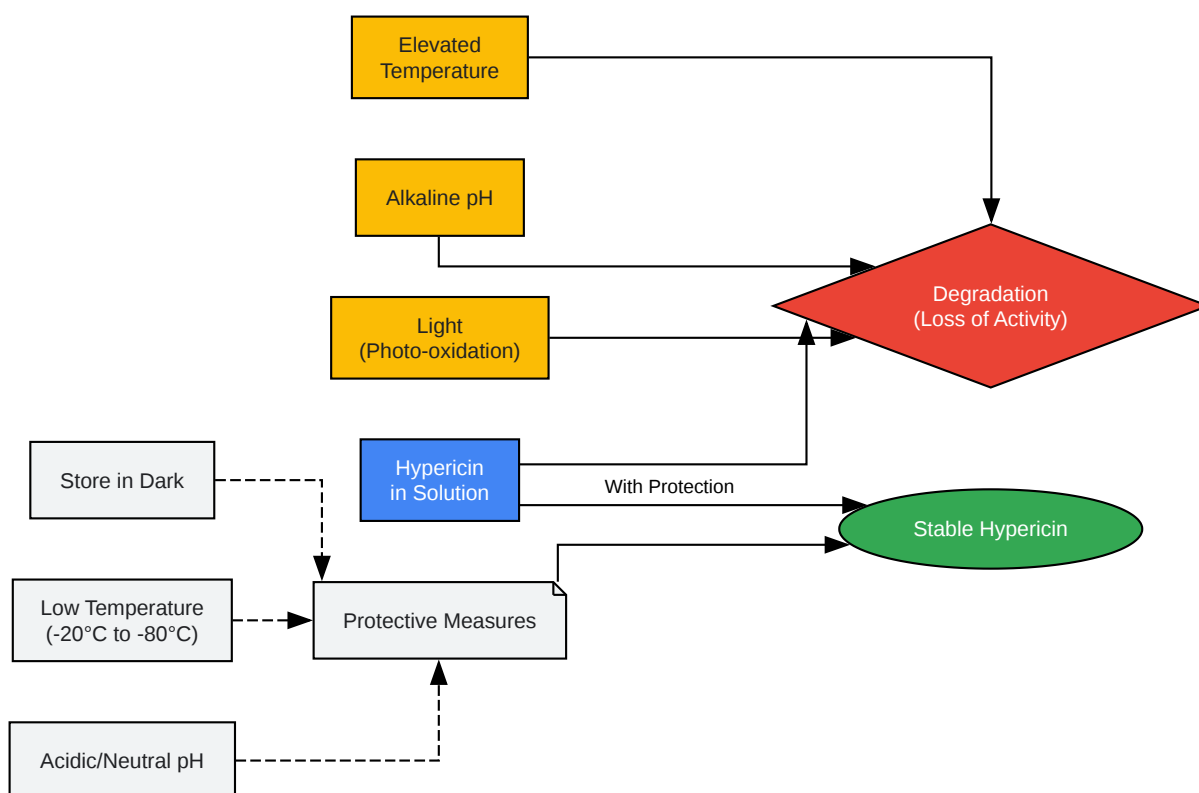 Elevated
Temperature
Alkaline pH
Degradation
(Loss of Activity)
Light
(Photo-oxidation)
Store in Dark
Hypericin
in Solution
With Protection
Stable Hypericin
Low Temperature
(-20°C to -80°C)
Protective Measures
Acidic/Neutral pH